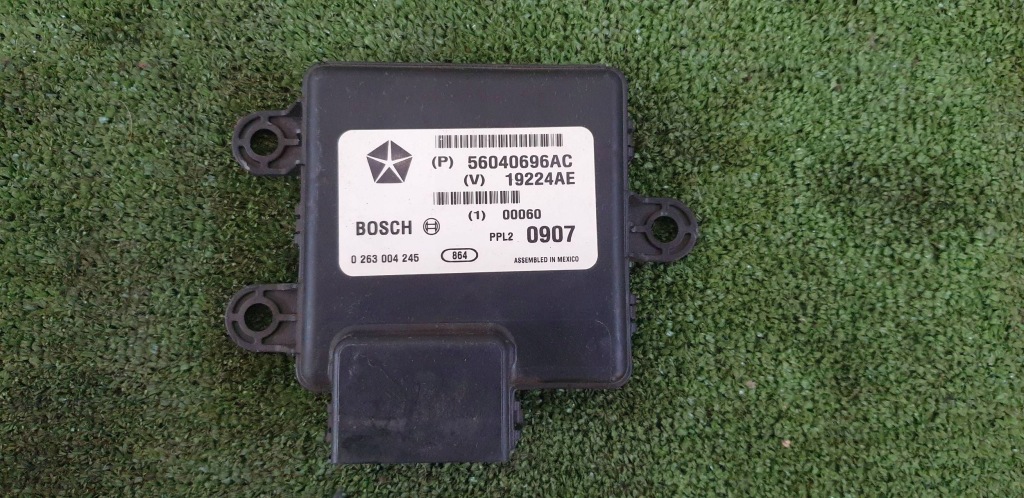 (P) 56040696AC
(V) 19224AE
(1) 00060
BOSCH PPL2 0907
0 263 004 245 864 ASSEMBLED IN MEXICO